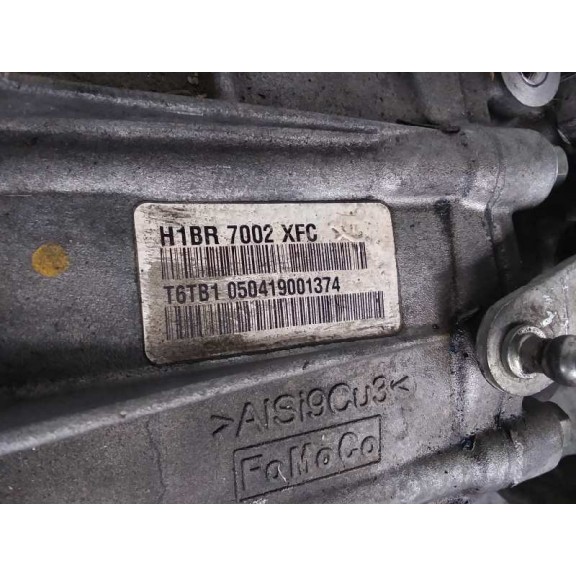 H1BR 7002 XFC
T6TB1 050419001374
>AlSi9Cu3<
FoMoCo